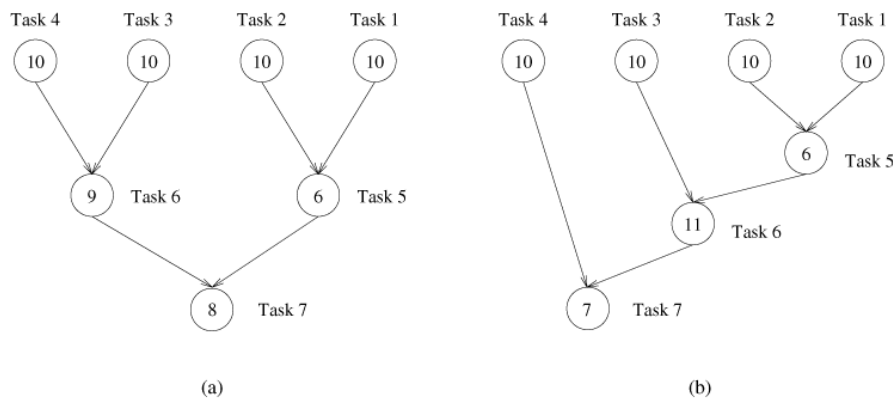 Task 4 Task 3 Task 2 Task 1
10 10 10 10
9 Task 6 6 Task 5
8 Task 7
(a)
Task 4 Task 3 Task 2 Task 1
10 10 10 10
6 Task 5
11 Task 6
7 Task 7
(b)